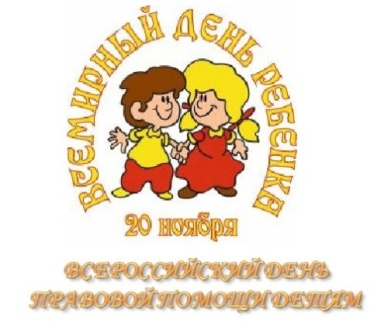 ВСЕМИРНЫЙ ДЕНЬ РЕБЕНКА
20 ноября
ВСЕРОССИЙСКИЙ ДЕНЬ
ПРАВОВОЙ ПОМОЩИ ДЕТЯМ